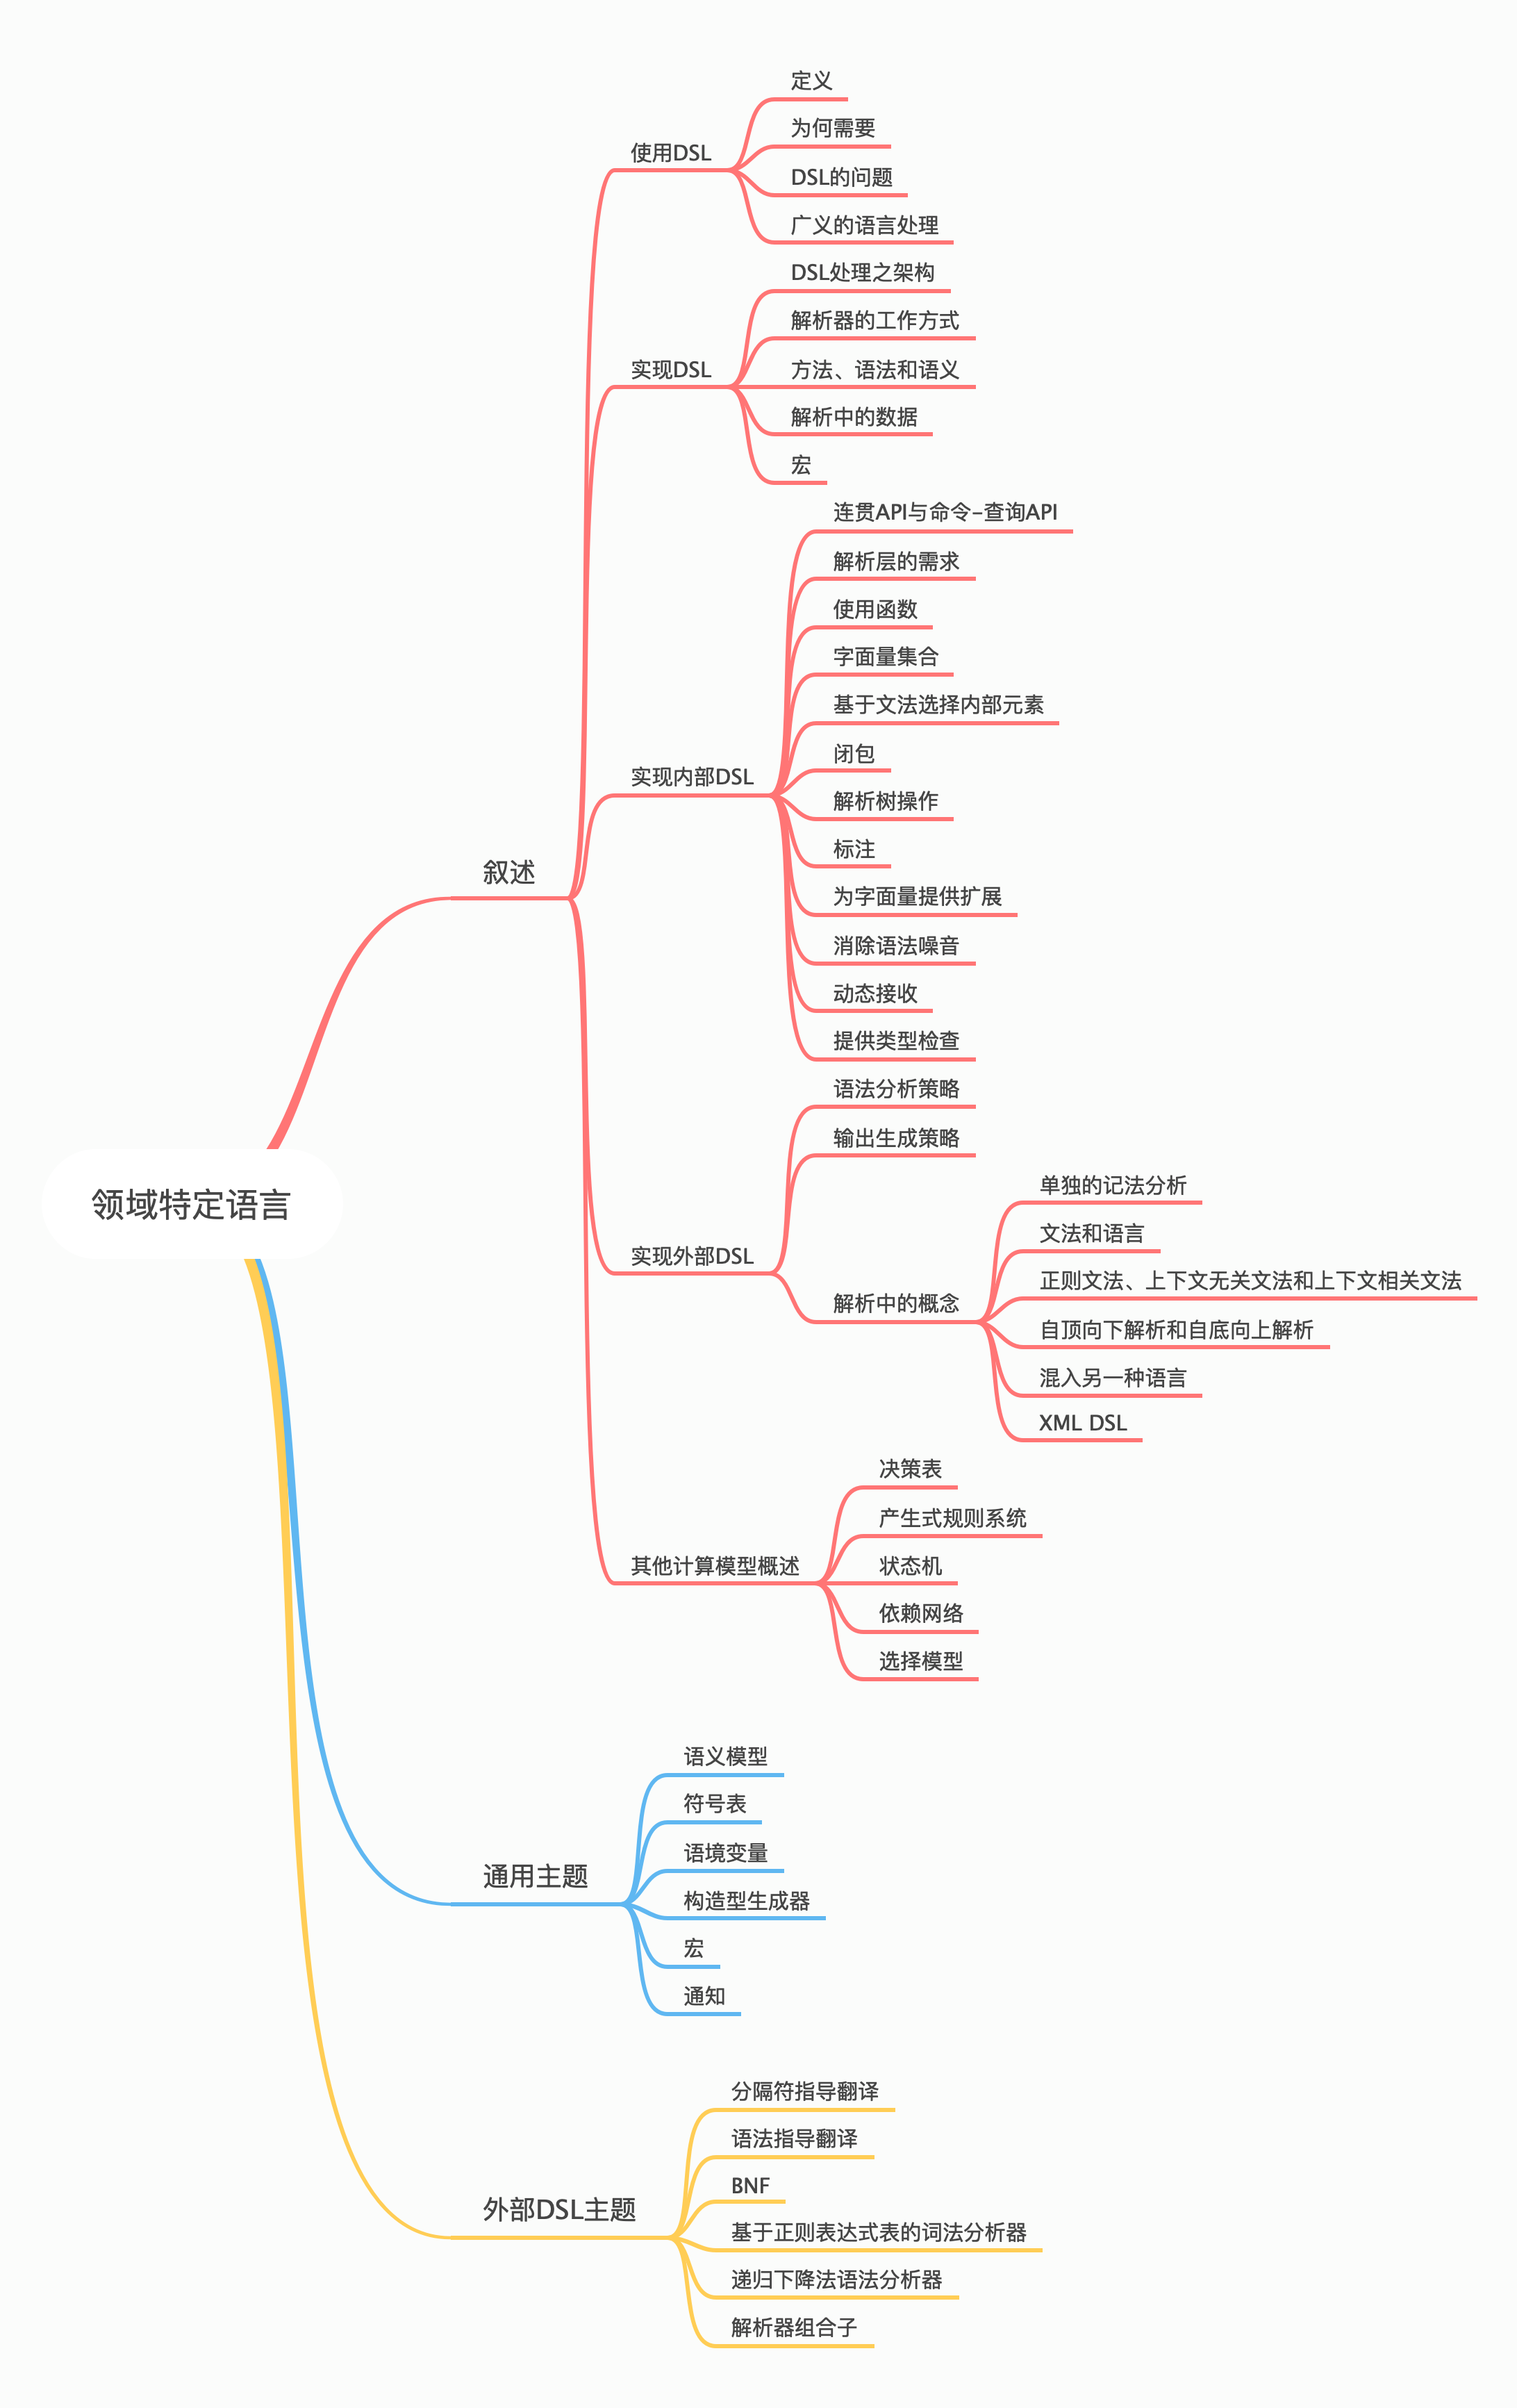 领域特定语言
叙述
使用DSL
定义
为何需要
DSL的问题
广义的语言处理
实现DSL
DSL处理之架构
解析器的工作方式
方法、语法和语义
解析中的数据
宏
实现内部DSL
连贯API与命令-查询API
解析层的需求
使用函数
字面量集合
基于文法选择内部元素
闭包
解析树操作
标注
为字面量提供扩展
消除语法噪音
动态接收
提供类型检查
实现外部DSL
语法分析策略
输出生成策略
解析中的概念
单独的记法分析
文法和语言
正则文法、上下文无关文法和上下文相关文法
自顶向下解析和自底向上解析
混入另一种语言
XML DSL
其他计算模型概述
决策表
产生式规则系统
状态机
依赖网络
选择模型
通用主题
语义模型
符号表
语境变量
构造型生成器
宏
通知
外部DSL主题
分隔符指导翻译
语法指导翻译
BNF
基于正则表达式表的词法分析器
递归下降法语法分析器
解析器组合子